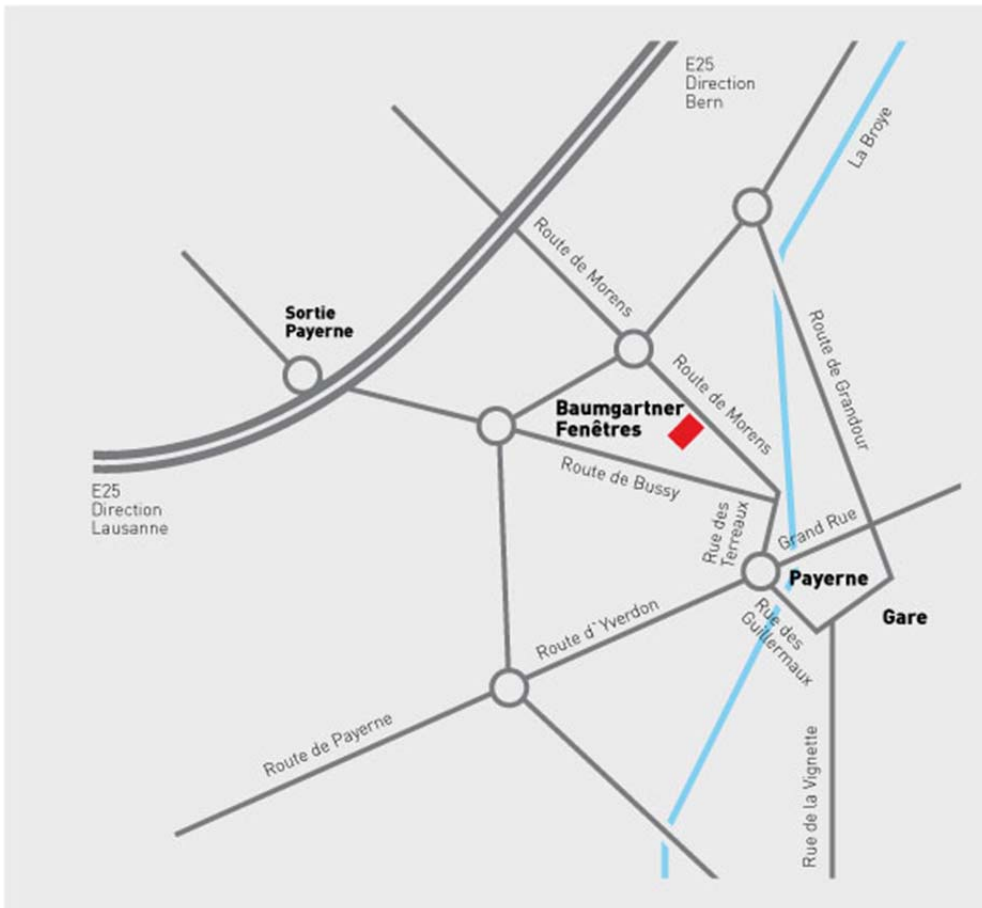 E25
Direction
Bern
La Broye
Route de Morens
Sortie
Payerne
Route de Grandour
Route de Morens
Baumgartner
Fenêtres
Route de Bussy
E25
Direction
Lausanne
Rue des
Terreaux
Grand Rue
Payerne
Gare
Rue des
Guillermaux
Route d`Yverdon
Route de Payerne
Rue de la Vignette